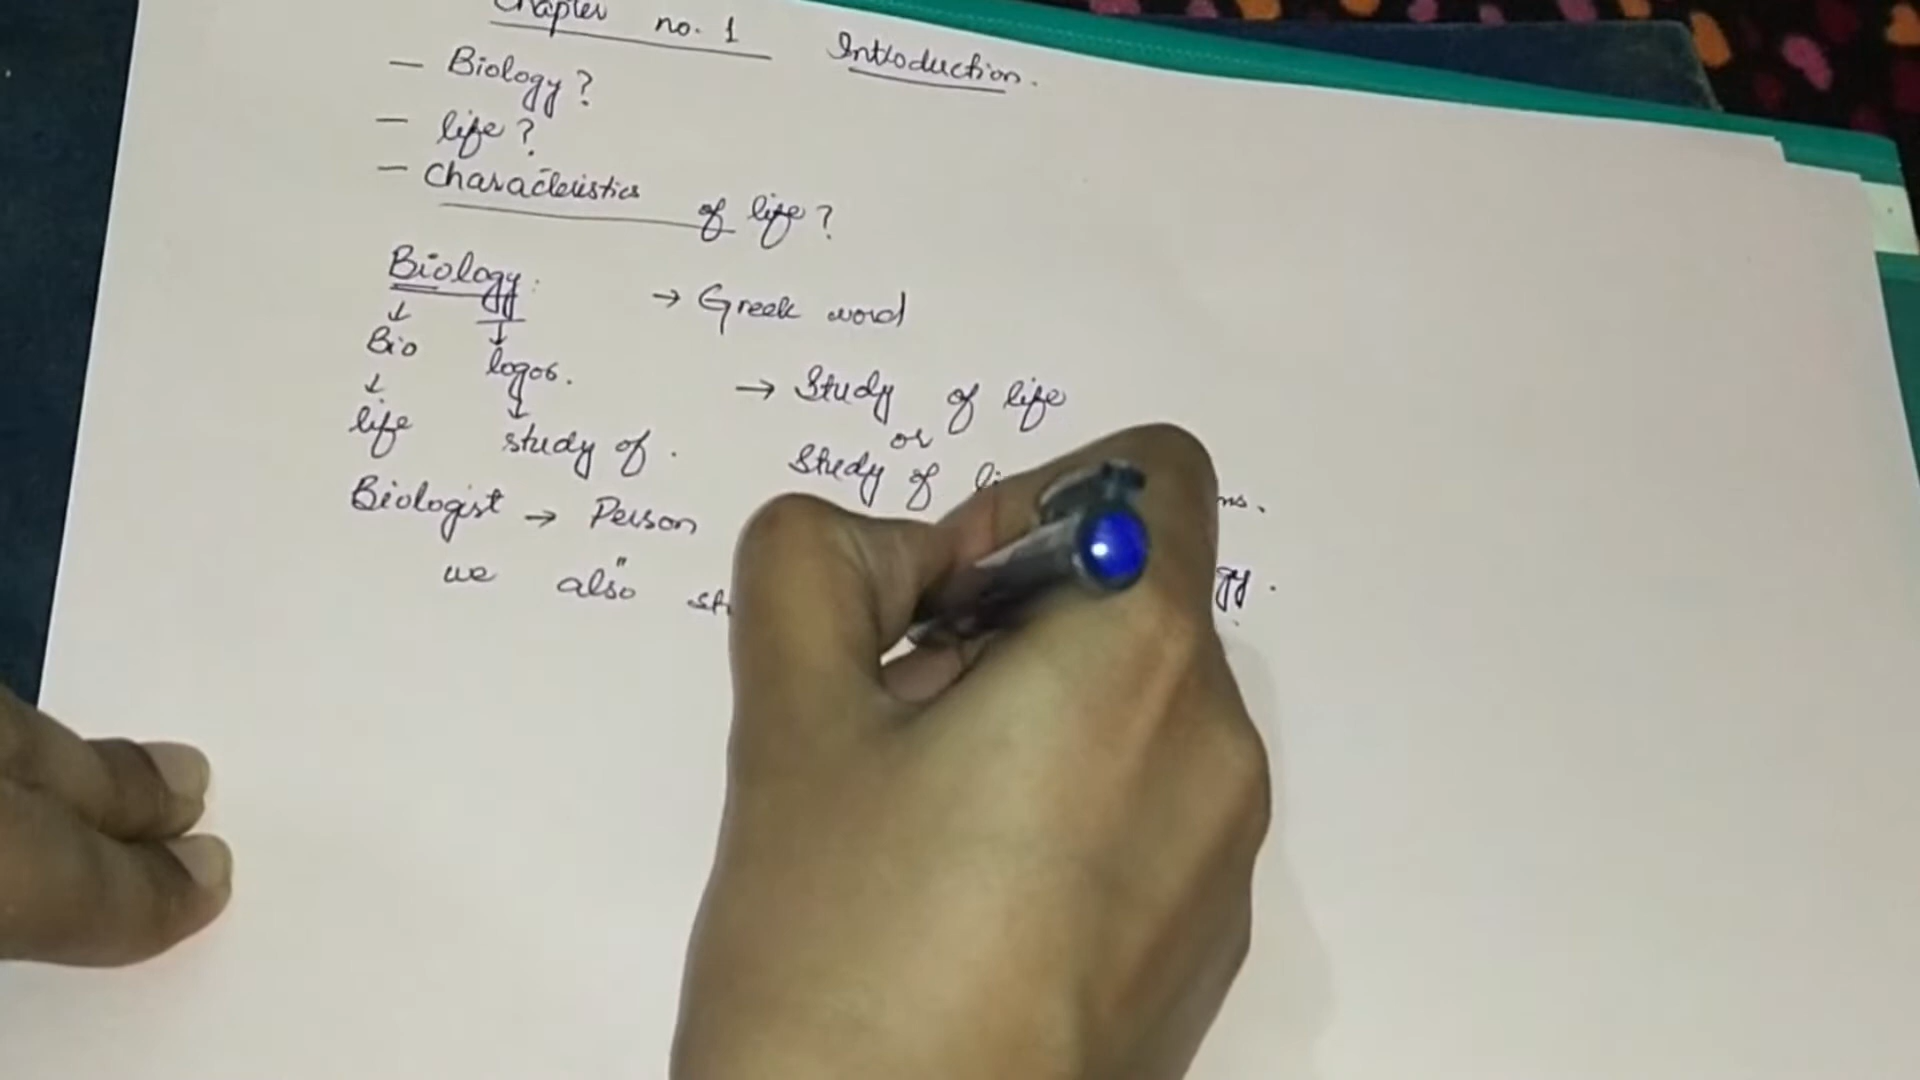 Chapter no. 1 Introduction.
— Biology?
— life?
— Characteristics of life?
Biology: → Greek word
↓ ↓
Bio logos. → Study of life
↓ ↓ or
life study of. Study of
Biologist → Person
we also